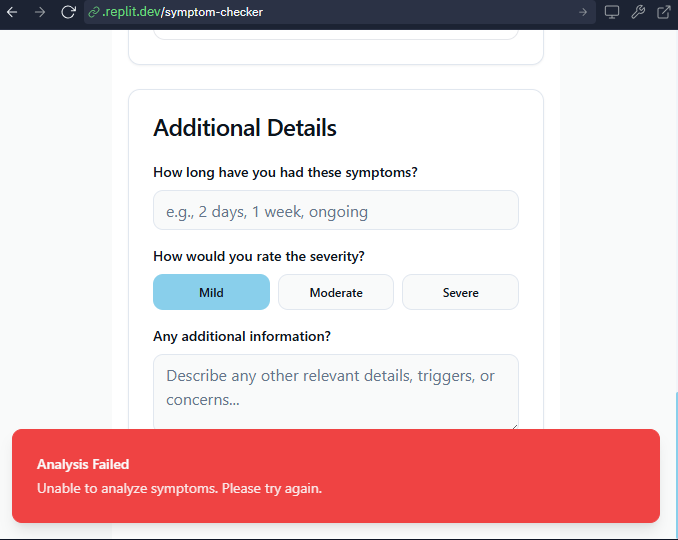 .replit.dev/symptom-checker
Additional Details
How long have you had these symptoms?
e.g., 2 days, 1 week, ongoing
How would you rate the severity?
Mild
Moderate
Severe
Any additional information?
Describe any other relevant details, triggers, or
concerns...
Analysis Failed
Unable to analyze symptoms. Please try again.